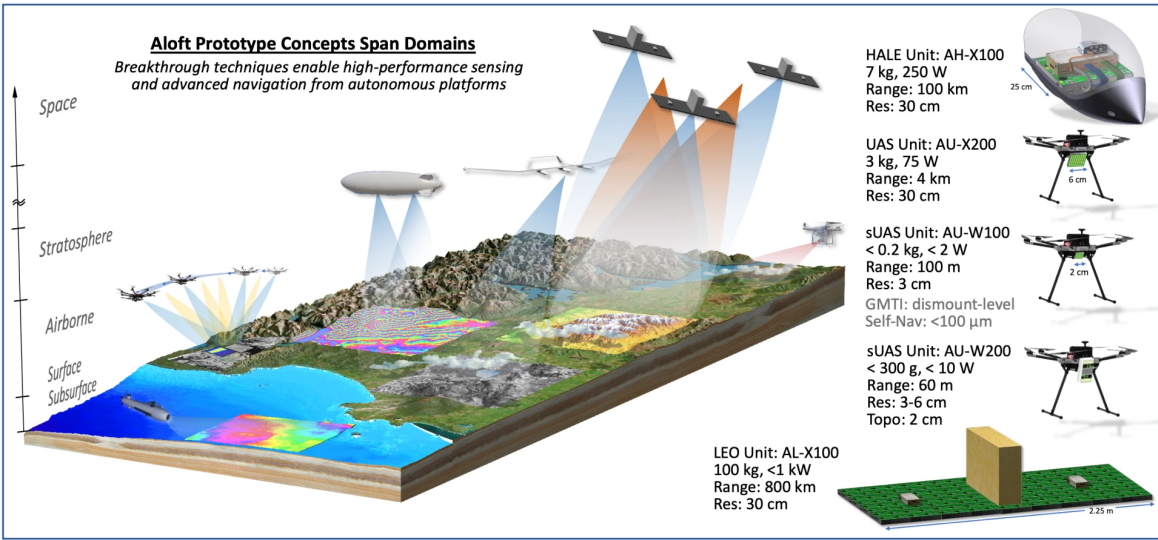 Aloft Prototype Concepts Span Domains
Breakthrough techniques enable high-performance sensing
and advanced navigation from autonomous platforms
Space
Stratosphere
Airborne
Surface
Subsurface
HALE Unit: AH-X100
7 kg, 250 W
Range: 100 km
Res: 30 cm
25 cm
UAS Unit: AU-X200
3 kg, 75 W
Range: 4 km
Res: 30 cm
6 cm
sUAS Unit: AU-W100
< 0.2 kg, < 2 W
Range: 100 m
Res: 3 cm
GMTI: dismount-level
Self-Nav: <100 µm
2 cm
sUAS Unit: AU-W200
< 300 g, < 10 W
Range: 60 m
Res: 3-6 cm
Topo: 2 cm
LEO Unit: AL-X100
100 kg, <1 kW
Range: 800 km
Res: 30 cm
2.25 m